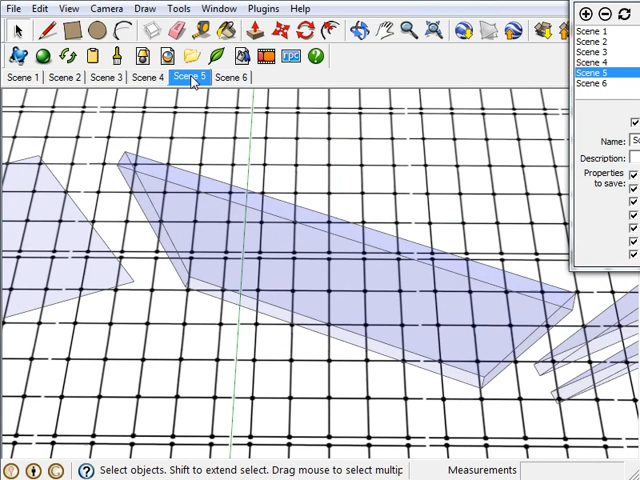 File Edit View Camera Draw Tools Window Plugins Help
rpc
Scene 1 Scene 2 Scene 3 Scene 4 Scene 5 Scene 6
Scene 1
Scene 2
Scene 3
Scene 4
Scene 5
Scene 6
Name:
Description:
Properties
to save:
Select objects. Shift to extend select. Drag mouse to select multip
Measurements